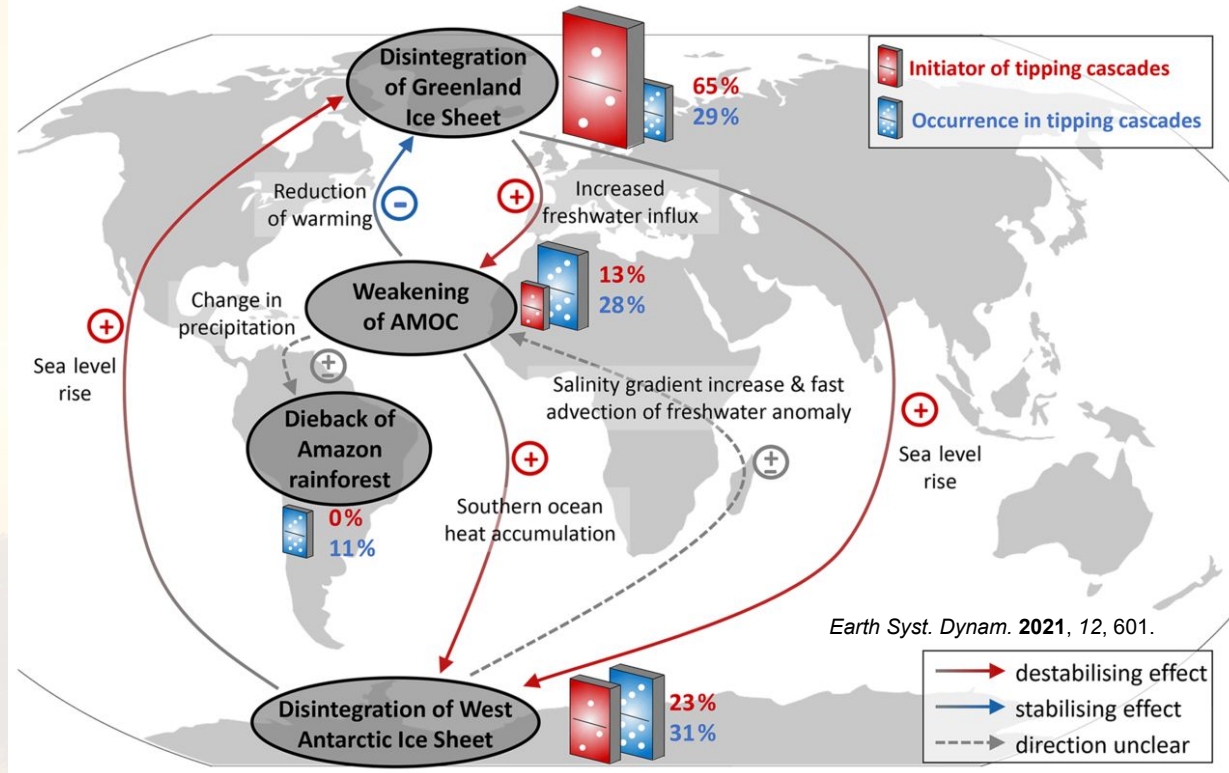 Disintegration
of Greenland
Ice Sheet
65%
29%
Initiator of tipping cascades
Occurrence in tipping cascades
Reduction
of warming
-
+
Increased
freshwater influx
Weakening
of AMOC
13%
28%
Change in
precipitation
±
+
Sea level
rise
Salinity gradient increase & fast
advection of freshwater anomaly
±
+
Sea level
rise
Dieback of
Amazon
rainforest
0%
11%
+
Southern ocean
heat accumulation
Earth Syst. Dynam. 2021, 12, 601.
Disintegration of West
Antarctic Ice Sheet
23%
31%
destabilising effect
stabilising effect
direction unclear